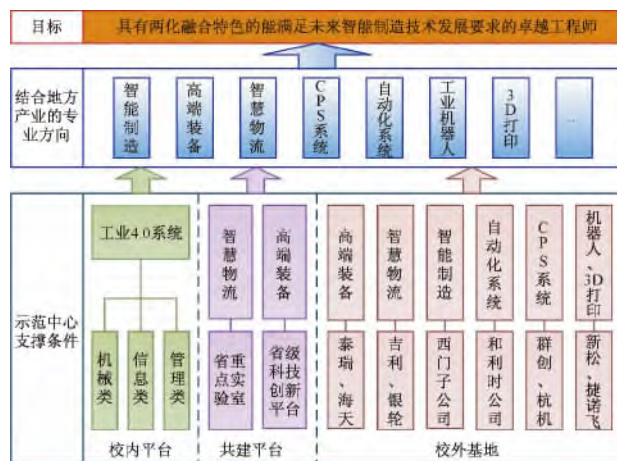 目标
具有两化融合特色的能满足未来智能制造技术发展要求的卓越工程师
结合地方
产业的专
业方向
智能制造
高端装备
智慧物流
CPS系统
自动化系统
工业机器人
3D打印
...
示范中心
支撑条件
工业4.0系统
机械类
信息类
管理类
校内平台
智慧物流
高端装备
省重点实验室
省级科技创新平台
共建平台
高端装备
智慧物流
智能制造
自动化系统
CPS系统
机器人、3D打印
泰瑞、海天
吉利、银轮
西门子公司
和利时公司
群创、杭机
新松、捷诺飞
校外基地